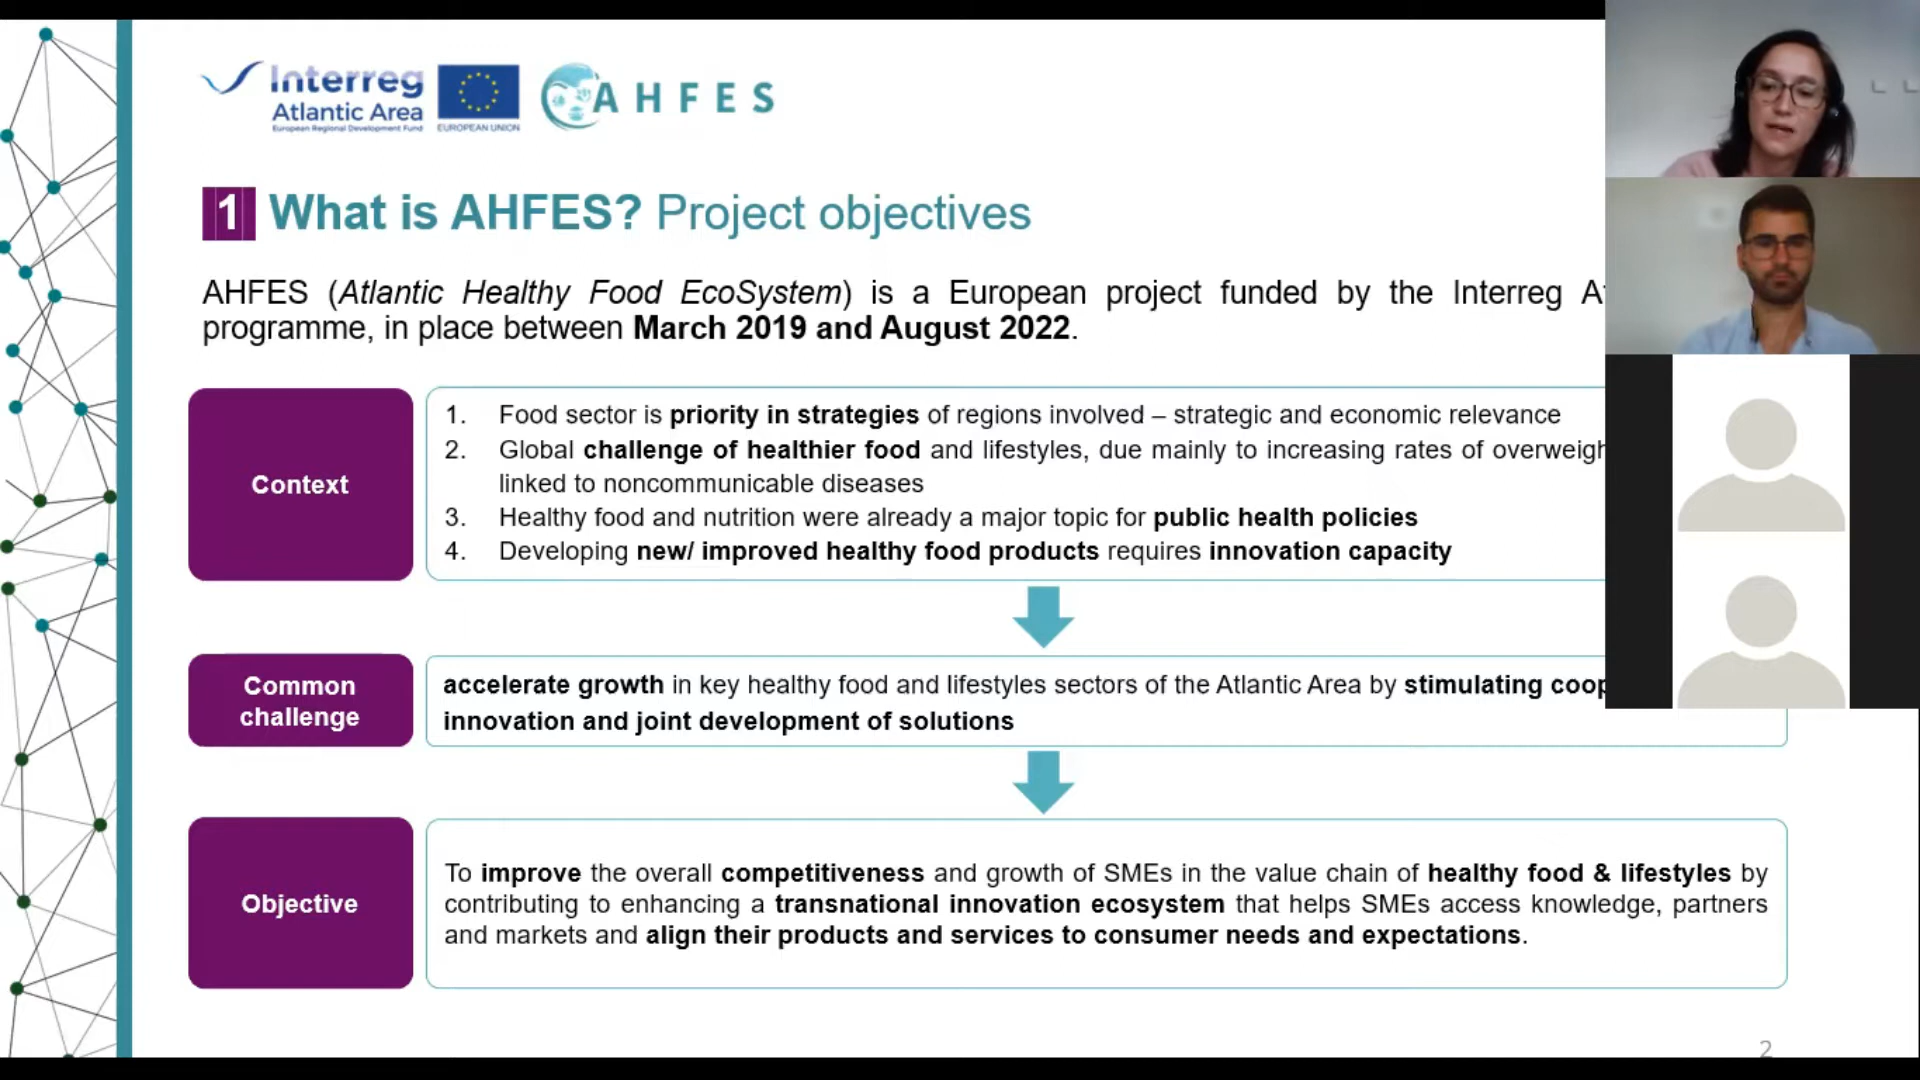 Interreg
Atlantic Area
European Regional Development Fund
EUROPEAN UNION
AHFES
1 What is AHFES? Project objectives
AHFES (Atlantic Healthy Food EcoSystem) is a European project funded by the Interreg
programme, in place between March 2019 and August 2022.
Context
1. Food sector is priority in strategies of regions involved – strategic and economic relevance
2. Global challenge of healthier food and lifestyles, due mainly to increasing rates of
linked to noncommunicable diseases
3. Healthy food and nutrition were already a major topic for public health policies
4. Developing new/ improved healthy food products requires innovation capacity
Common
challenge
accelerate growth in key healthy food and lifestyles sectors of the Atlantic Area by stimulating
innovation and joint development of solutions
Objective
To improve the overall competitiveness and growth of SMEs in the value chain of healthy food & lifestyles by
contributing to enhancing a transnational innovation ecosystem that helps SMEs access knowledge, partners
and markets and align their products and services to consumer needs and expectations.
2